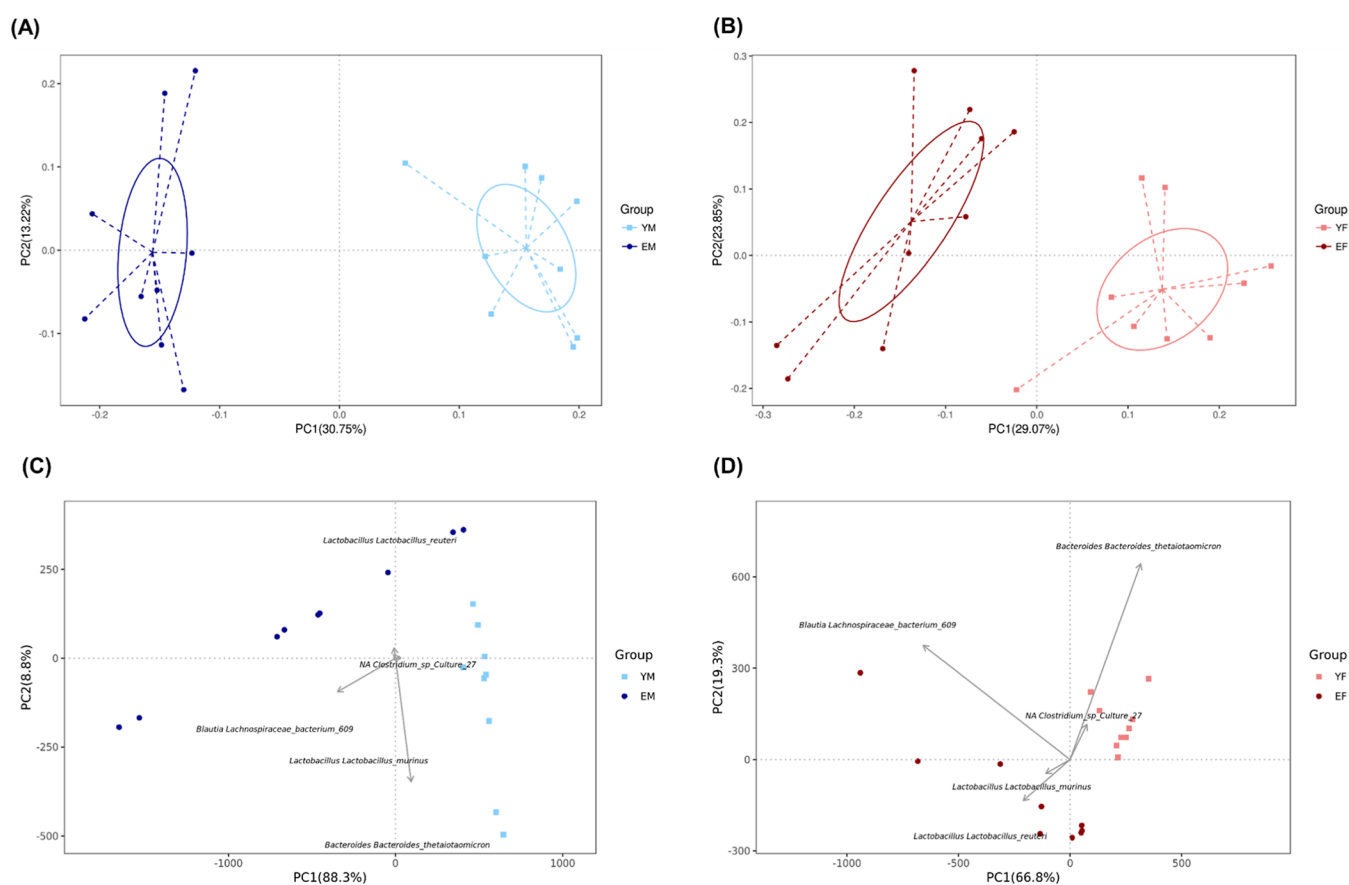 (A)
0.2
0.1
0.0
-0.1
PC2(13.22%)
-0.2
-0.1
0.0
0.1
0.2
PC1(30.75%)
Group
YM
EM
(B)
0.3
0.2
0.1
0.0
-0.1
-0.2
PC2(23.85%)
-0.3
-0.2
-0.1
0.0
0.1
0.2
PC1(29.07%)
Group
YF
EF
(C)
250
0
-250
-500
PC2(8.8%)
Lactobacillus Lactobacillus_reuteri
NA Clostridium_sp_Culture_27
Blautia Lachnospiraceae_bacterium_609
Lactobacillus Lactobacillus_murinus
Bacteroides Bacteroides_thetaiotaomicron
-1000
0
1000
PC1(88.3%)
Group
YM
EM
(D)
600
300
0
-300
PC2(19.3%)
Bacteroides Bacteroides_thetaiotaomicron
Blautia Lachnospiraceae_bacterium_609
NA Clostridium_sp_Culture_27
Lactobacillus Lactobacillus_murinus
Lactobacillus Lactobacillus_reuteri
-1000
-500
0
500
PC1(66.8%)
Group
YF
EF